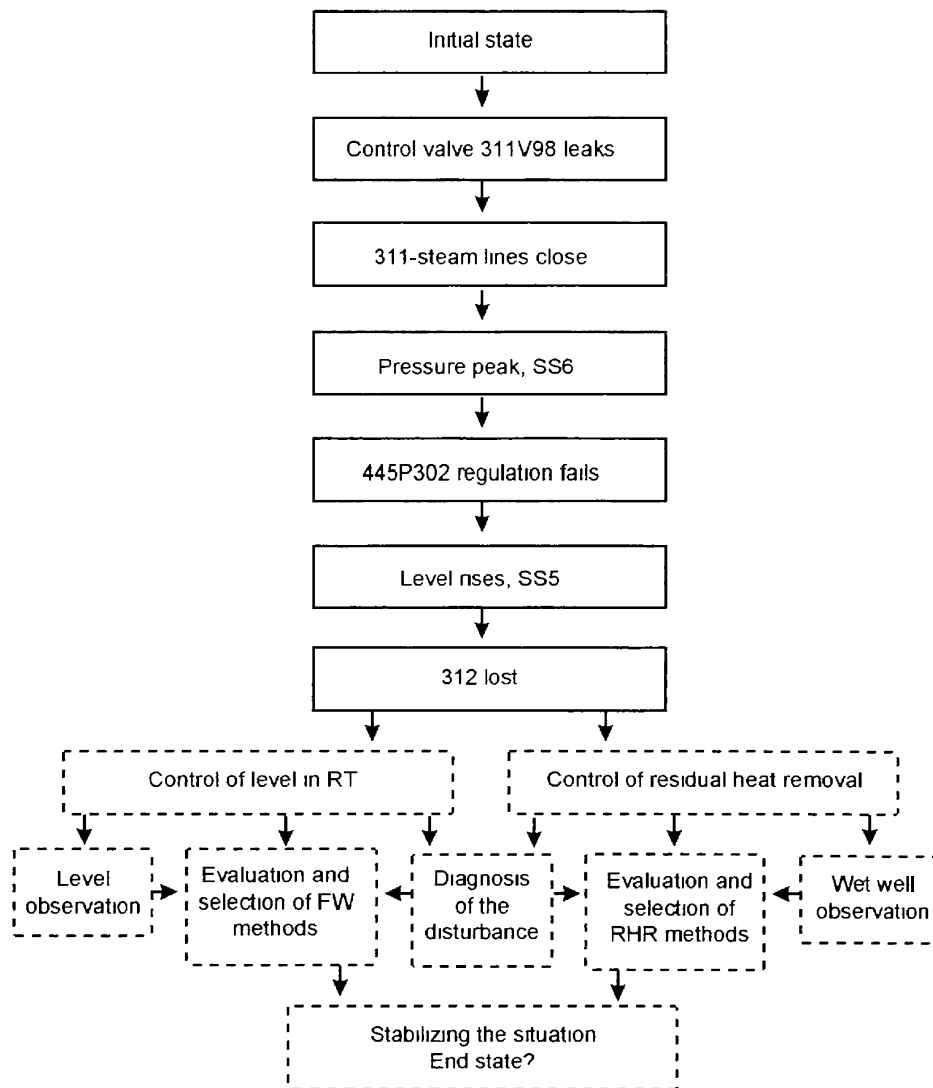 Initial state
Control valve 311V98 leaks
311-steam lines close
Pressure peak, SS6
445P302 regulation fails
Level rises, SS5
312 lost
Control of level in RT
Control of residual heat removal
Level
observation
Evaluation and
selection of FW
methods
Diagnosis
of the
disturbance
Evaluation and
selection of
RHR methods
Wet well
observation
Stabilizing the situation
End state?